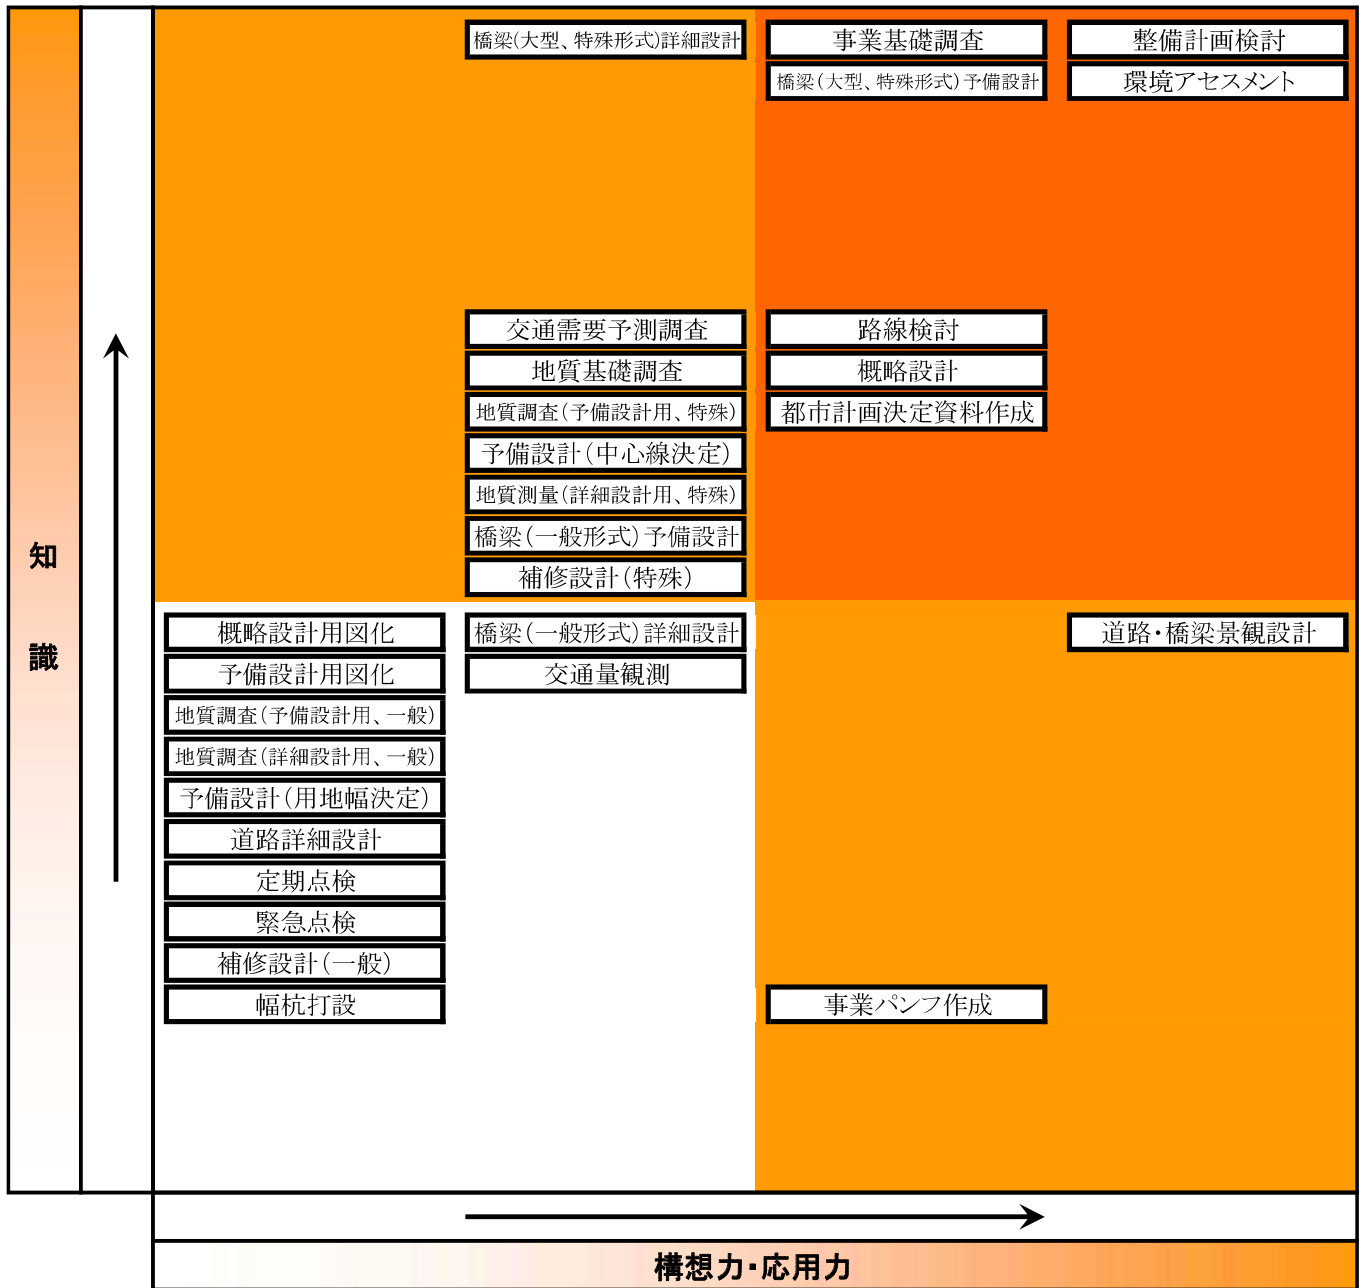 橋梁(大型、特殊形式)詳細設計
事業基礎調査
整備計画検討
橋梁(大型、特殊形式)予備設計
環境アセスメント
交通需要予測調査
路線検討
地質基礎調査
概略設計
地質調査(予備設計用、特殊)
都市計画決定資料作成
予備設計(中心線決定)
地質測量(詳細設計用、特殊)
橋梁(一般形式)予備設計
補修設計(特殊)
知識
概略設計用図化
橋梁(一般形式)詳細設計
道路・橋梁景観設計
予備設計用図化
交通量観測
地質調査(予備設計用、一般)
地質調査(詳細設計用、一般)
予備設計(用地幅決定)
道路詳細設計
定期点検
緊急点検
補修設計(一般)
幅杭打設
事業パンフ作成
構想力・応用力